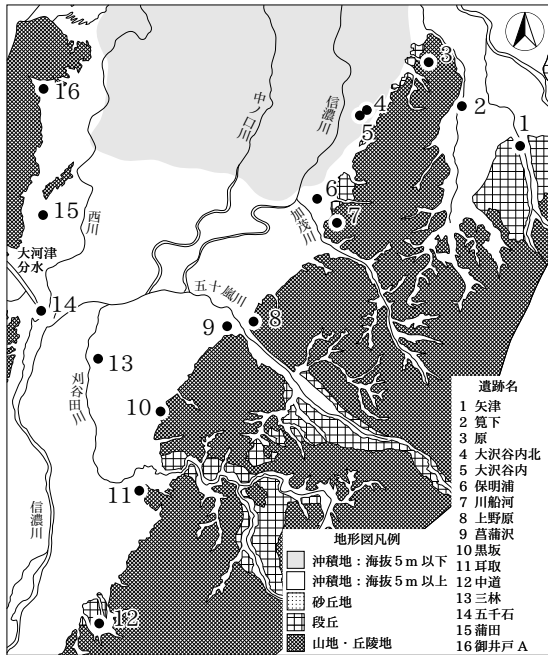 16
3
中ノ口川
信濃川
4
2
5
1
西川
15
6
加茂川
7
大河津
分水
14
五十嵐川
9
8
13
刈谷田川
10
11
信濃川
12
遺跡名
1 矢津
2 筧下
3 原
4 大沢谷内北
5 大沢谷内
6 保明浦
7 川船河
8 上野原
9 菖蒲沢
10 黒坂
11 耳取
12 中道
13 三林
14 五千石
15 蒲田
16 御井戸A
地形図凡例
沖積地：海抜5m以下
沖積地：海抜5m以上
砂丘地
段丘
山地・丘陵地